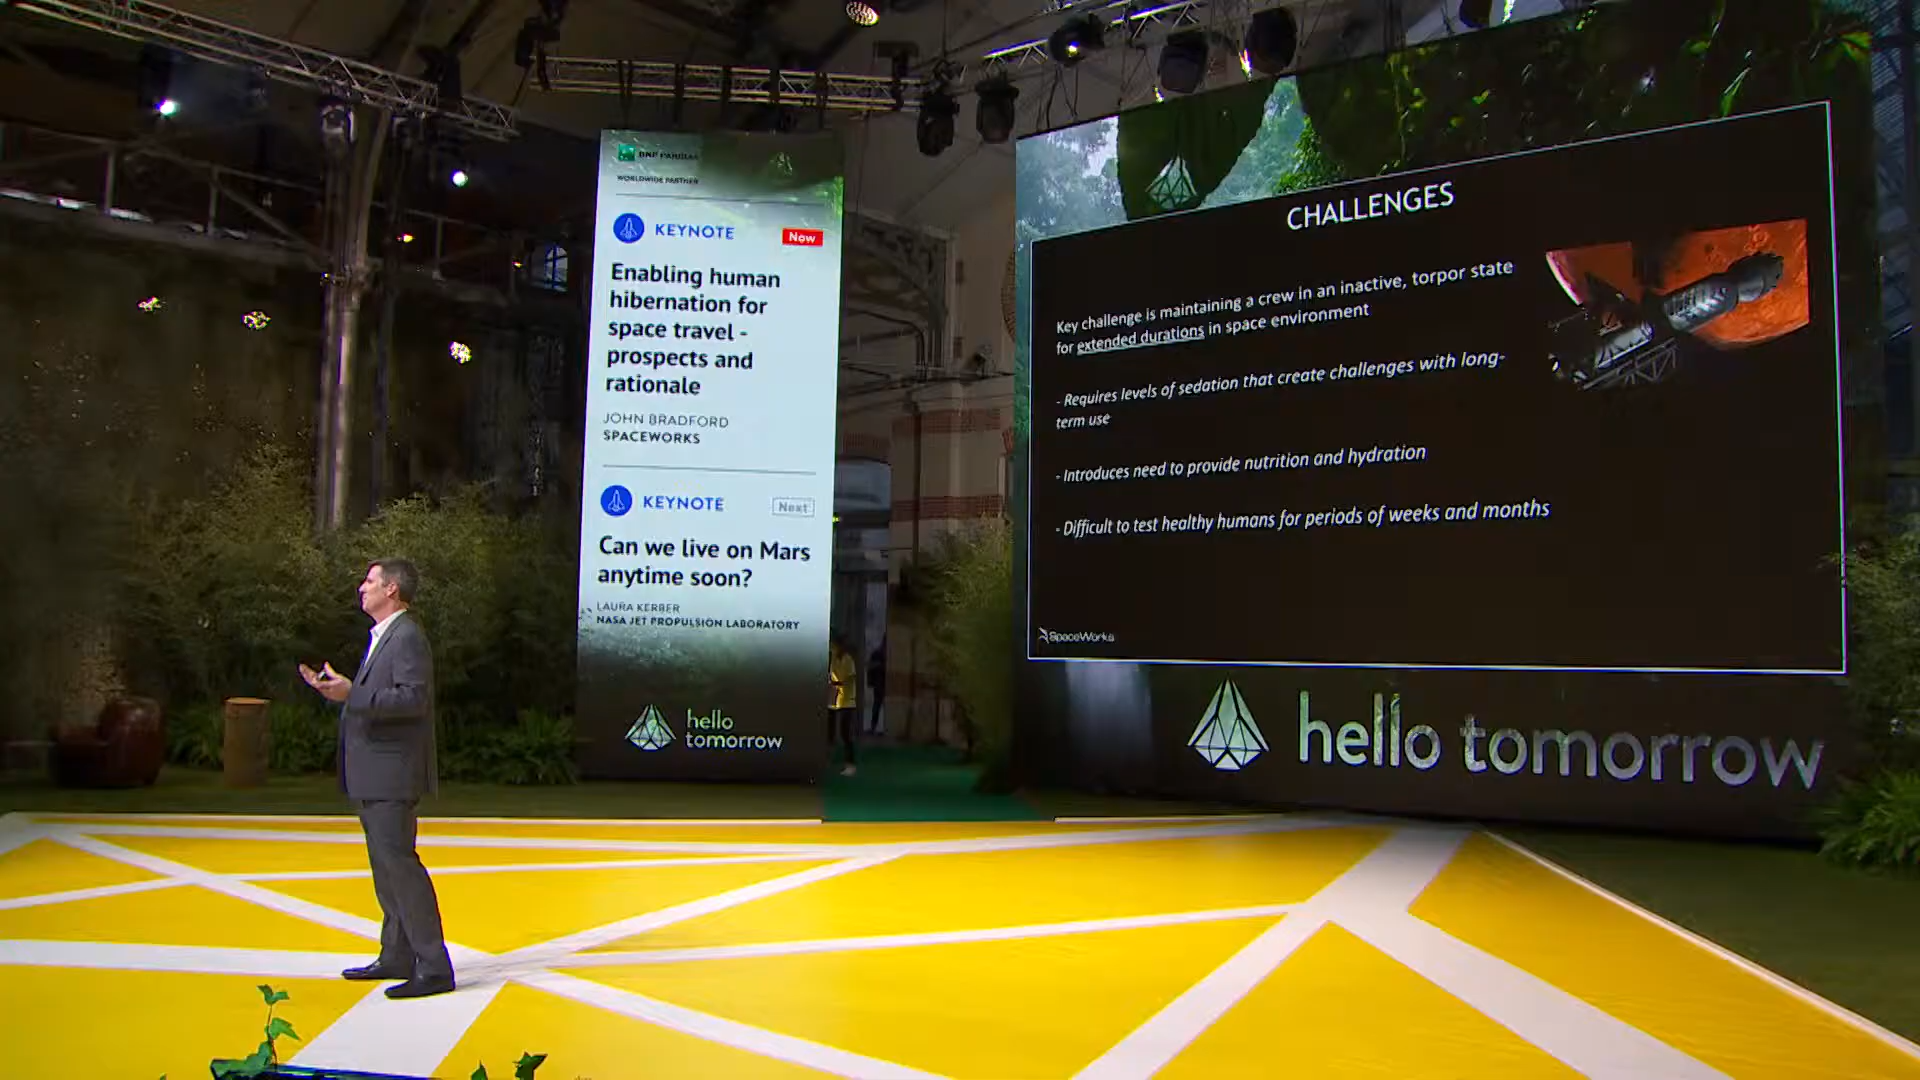 BNP PARIBAS
WORLDWIDE PARTNER
KEYNOTE
Now
Enabling human
hibernation for
space travel -
prospects and
rationale
JOHN BRADFORD
SPACEWORKS
KEYNOTE
Next
Can we live on Mars
anytime soon?
LAURA KERBER
NASA JET PROPULSION LABORATORY
hello
tomorrow
CHALLENGES
Key challenge is maintaining a crew in an inactive, torpor state
for extended durations in space environment
- Requires levels of sedation that create challenges with long-
term use
- Introduces need to provide nutrition and hydration
- Difficult to test healthy humans for periods of weeks and months
SpaceWorks
hello tomorrow